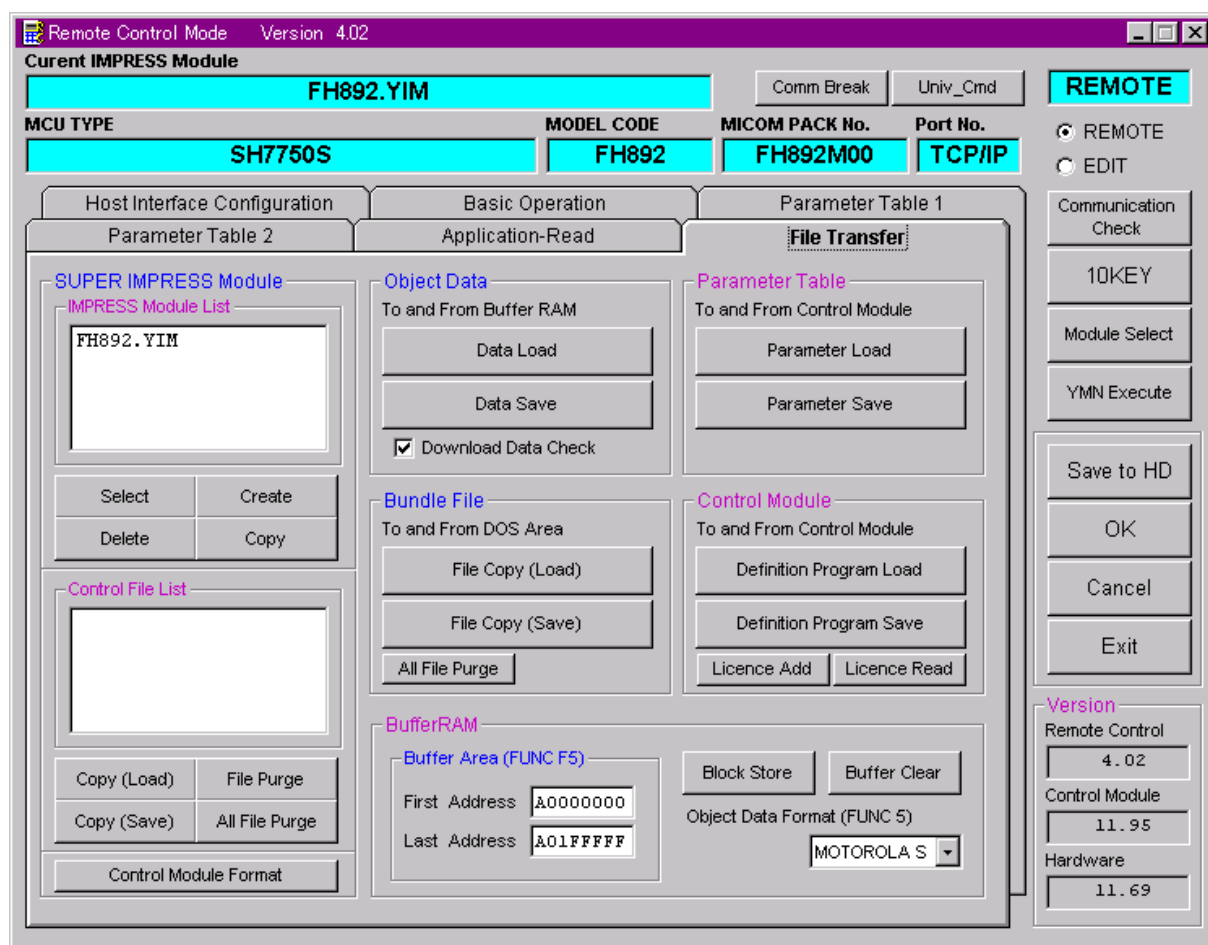 Remote Control Mode Version 4.02
Curent IMPRESS Module
FH892.YIM
Comm Break
Univ_Cmd
REMOTE
MCU TYPE
MODEL CODE
MICOM PACK No.
Port No.
SH7750S
FH892
FH892M00
TCP/IP
REMOTE
EDIT
Host Interface Configuration
Basic Operation
Parameter Table 1
Parameter Table 2
Application-Read
File Transfer
SUPER IMPRESS Module
IMPRESS Module List
FH892.YIM
Select
Create
Delete
Copy
Control File List
Copy (Load)
File Purge
Copy (Save)
All File Purge
Control Module Format
Object Data
To and From Buffer RAM
Data Load
Data Save
Download Data Check
Parameter Table
To and From Control Module
Parameter Load
Parameter Save
Bundle File
To and From DOS Area
File Copy (Load)
File Copy (Save)
All File Purge
Control Module
To and From Control Module
Definition Program Load
Definition Program Save
Licence Add
Licence Read
BufferRAM
Buffer Area (FUNC F5)
First Address A0000000
Last Address A01FFFFF
Block Store
Buffer Clear
Object Data Format (FUNC 5)
MOTOROLA S
Communication
Check
10KEY
Module Select
YMN Execute
Save to HD
OK
Cancel
Exit
Version
Remote Control
4.02
Control Module
11.95
Hardware
11.69